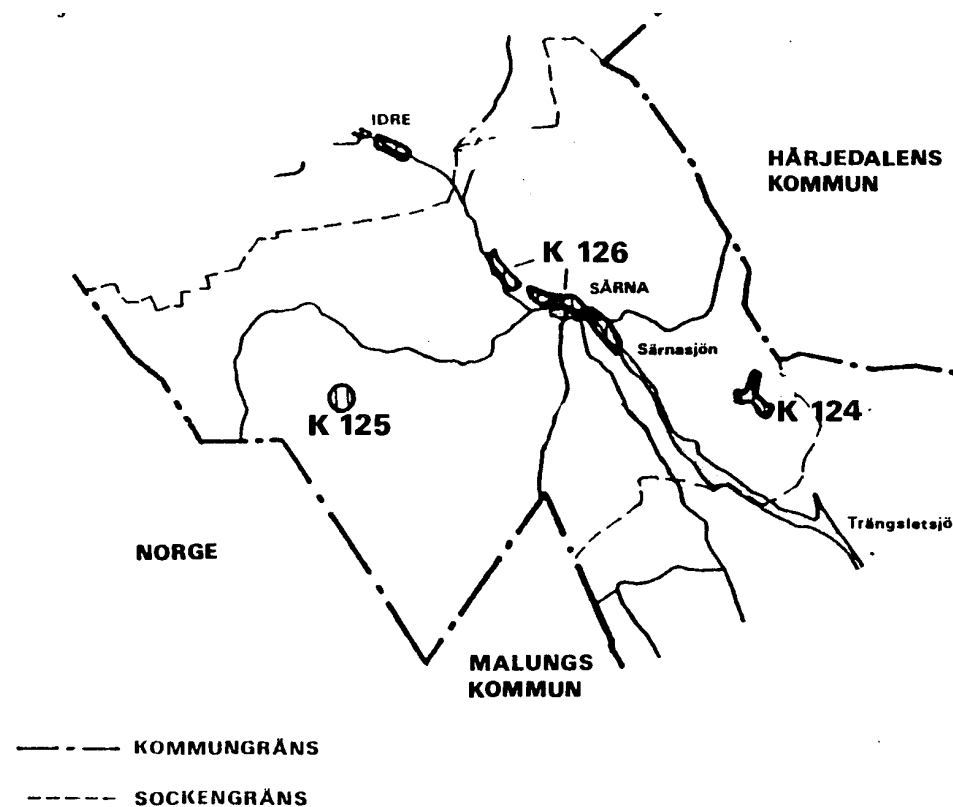 IDRE
HÄRJEDALENS
KOMMUN
K 126
SÄRNA
Särnasjön
K 124
K 125
Trängsletsjö
NORGE
MALUNGS
KOMMUN
KOMMUNGRÄNS
SOCKENGRÄNS